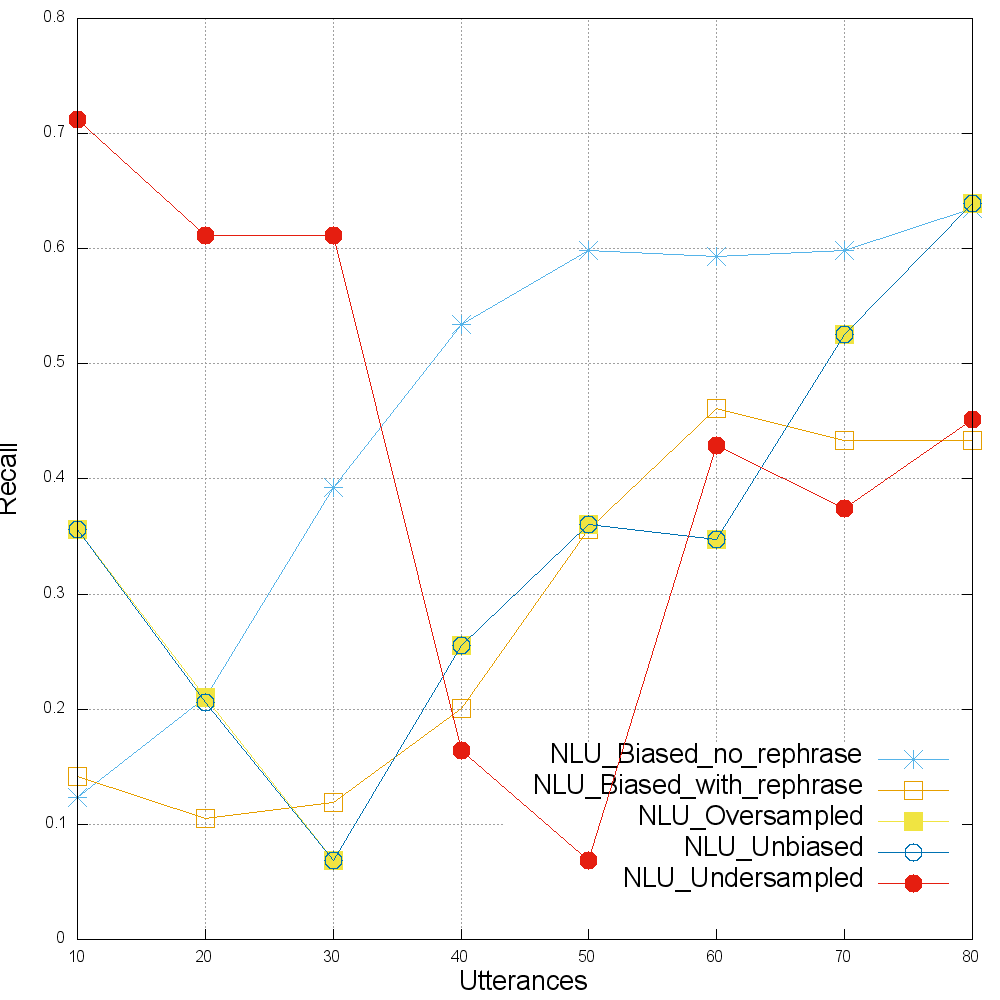 0.8
0.7
0.6
0.5
0.4
0.3
0.2
0.1
0
Recall
NLU_Biased_no_rephrase
NLU_Biased_with_rephrase
NLU_Oversampled
NLU_Unbiased
NLU_Undersampled
10 20 30 40 50 60 70 80
Utterances